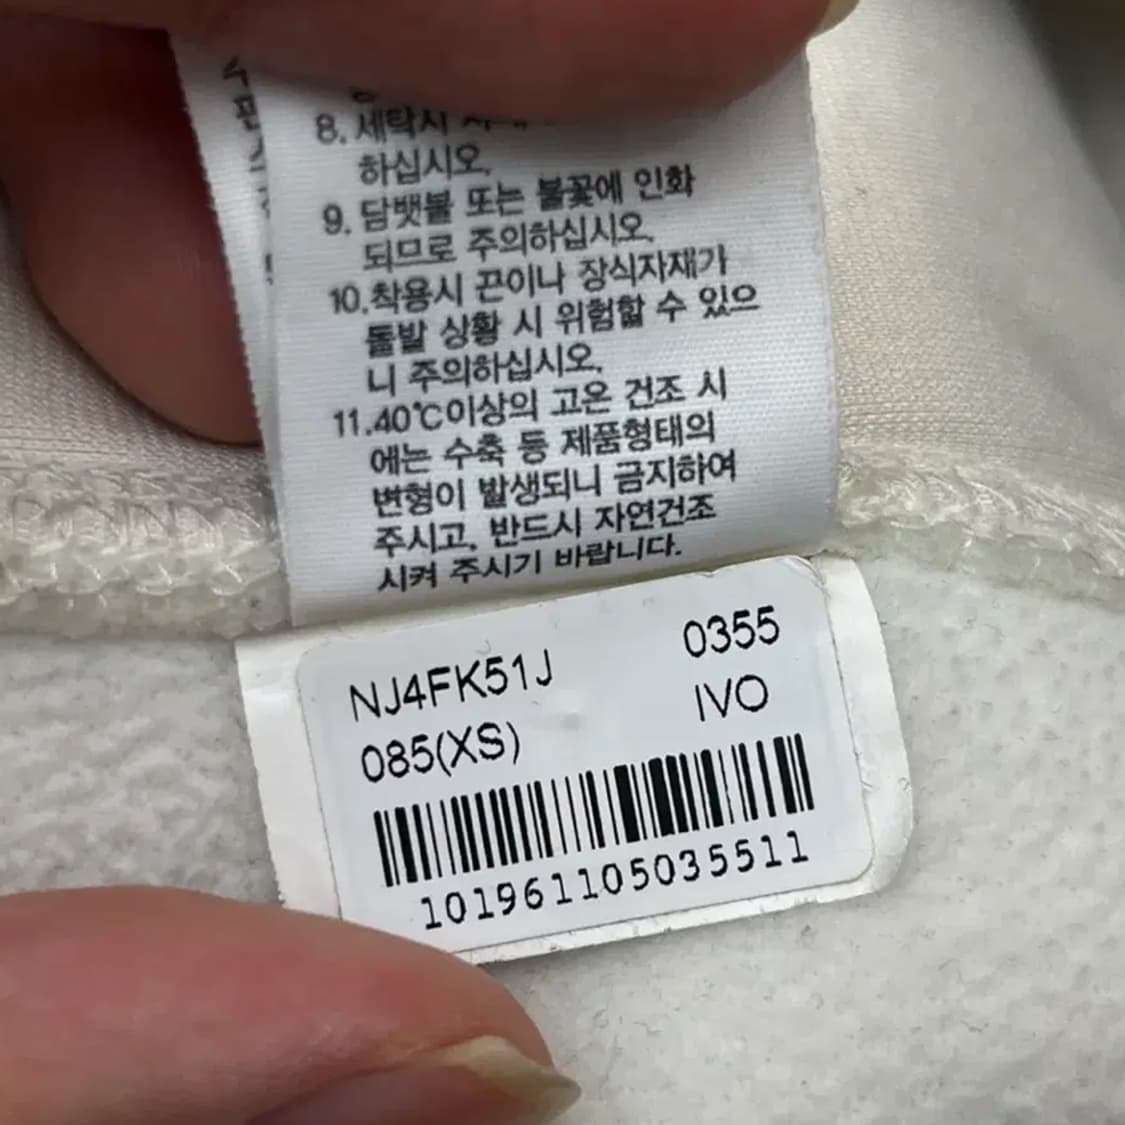 8. 세탁시
하십시오.
9. 담뱃불 또는 불꽃에 인화
되므로 주의하십시오.
10.착용시 끈이나 장식자재가
돌발 상황 시 위험할 수 있으
니 주의하십시오.
11.40℃이상의 고온 건조 시
에는 수축 등 제품형태의
변형이 발생되니 금지하여
주시고, 반드시 자연건조
시켜 주시기 바랍니다.
NJ4FK51J 0355
085(XS) IVO
101961105035511